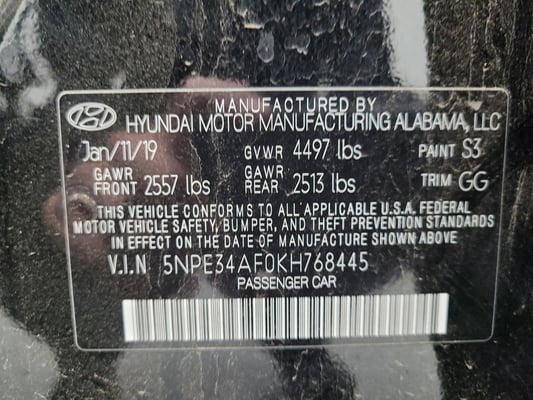 MANUFACTURED BY
HYUNDAI MOTOR MANUFACTURING ALABAMA, LLC
Jan/11/19 GVWR 4497 lbs PAINT S3
GAWR FRONT 2557 lbs GAWR REAR 2513 lbs TRIM GG
THIS VEHICLE CONFORMS TO ALL APPLICABLE U.S.A. FEDERAL
MOTOR VEHICLE SAFETY, BUMPER, AND THEFT PREVENTION STANDARDS
IN EFFECT ON THE DATE OF MANUFACTURE SHOWN ABOVE.
V.I.N 5NPE34AF0KH768445
PASSENGER CAR